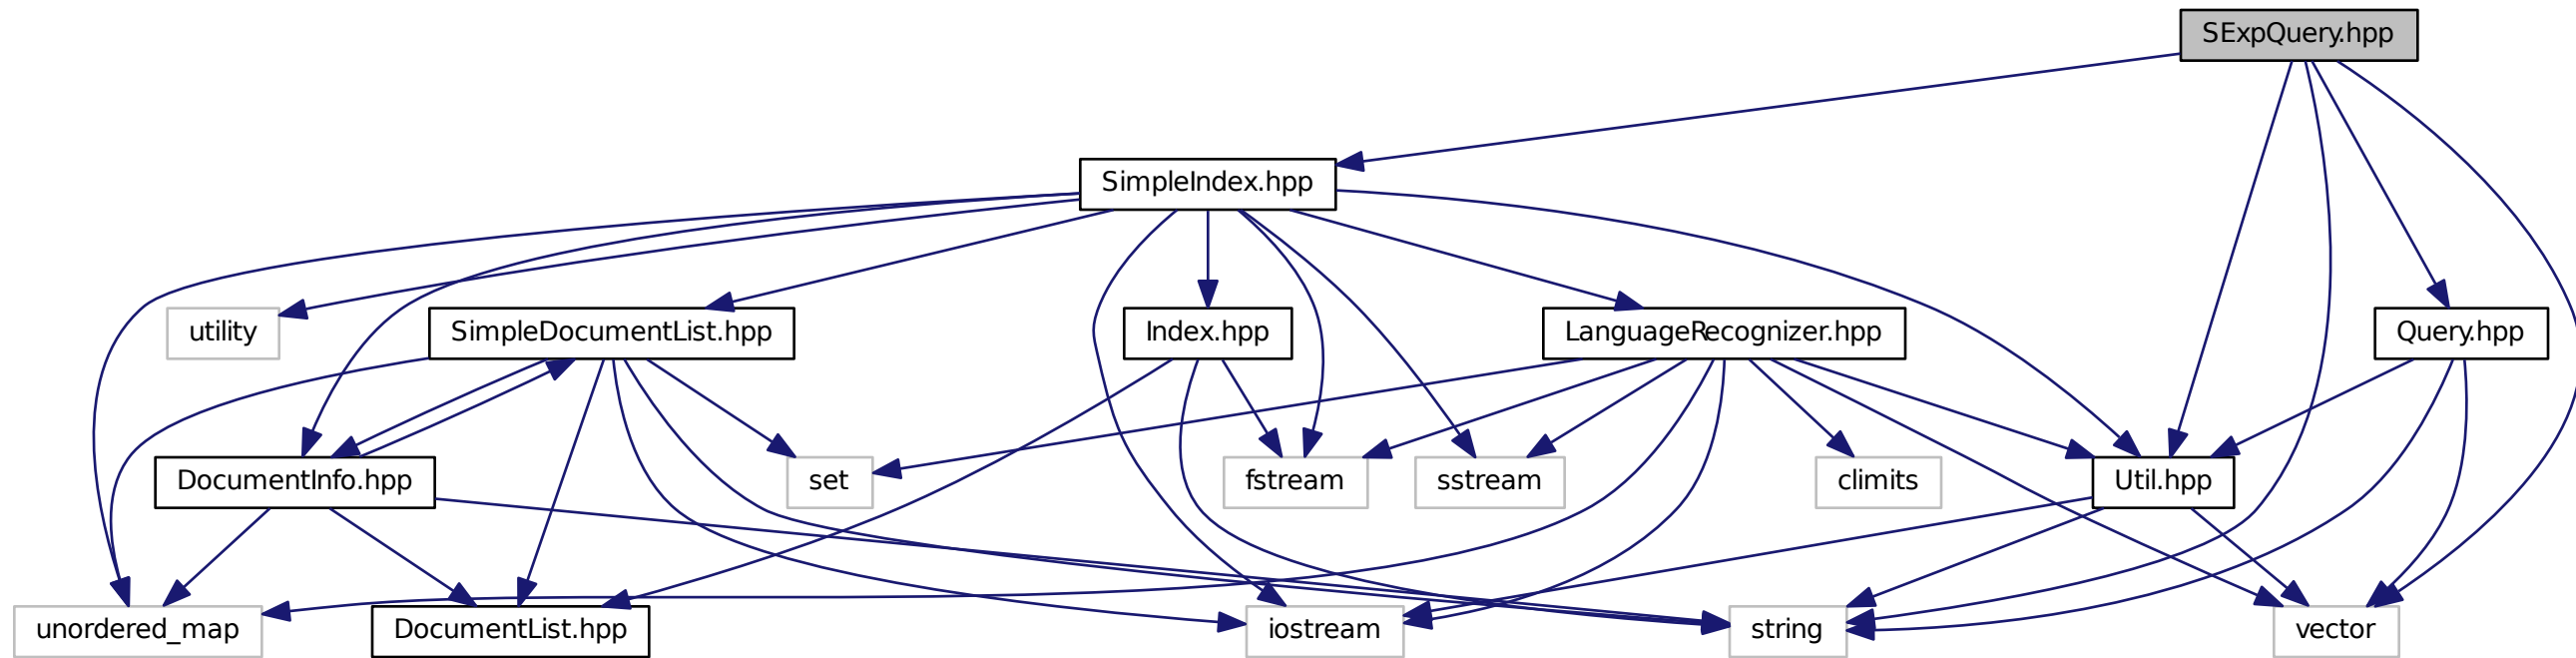 SExpQuery.hpp
SimpleIndex.hpp
utility
SimpleDocumentList.hpp
Index.hpp
LanguageRecognizer.hpp
Query.hpp
DocumentInfo.hpp
set
fstream
sstream
climits
Util.hpp
unordered_map
DocumentList.hpp
iostream
string
vector